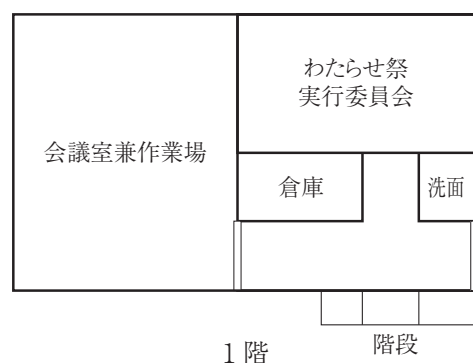 わたらせ祭
実行委員会
会議室兼作業場
倉庫
洗面
階段
1階